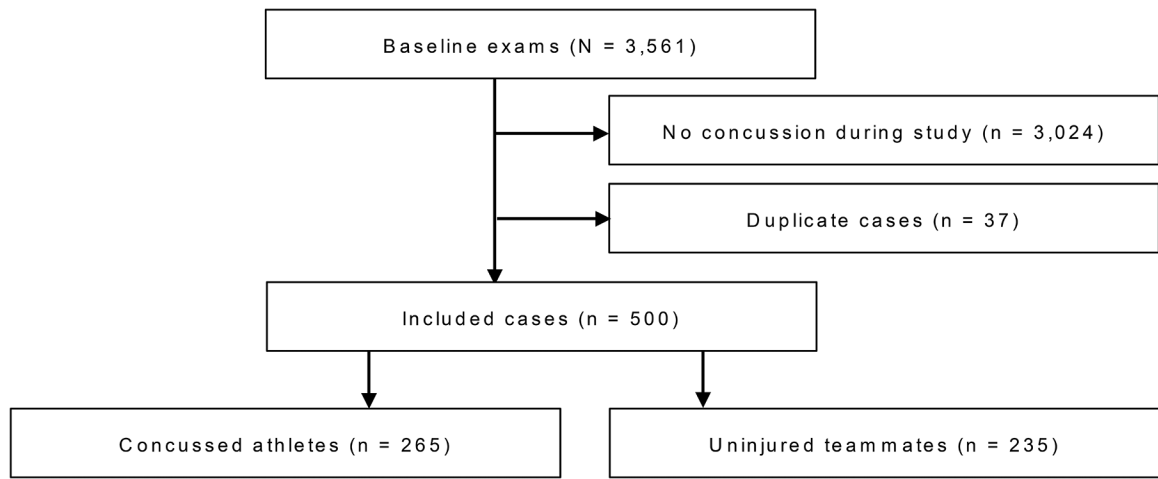 Baseline exams (N = 3,561)
No concussion during study (n = 3,024)
Duplicate cases (n = 37)
Included cases (n = 500)
Concussed athletes (n = 265)
Uninjured teammates (n = 235)